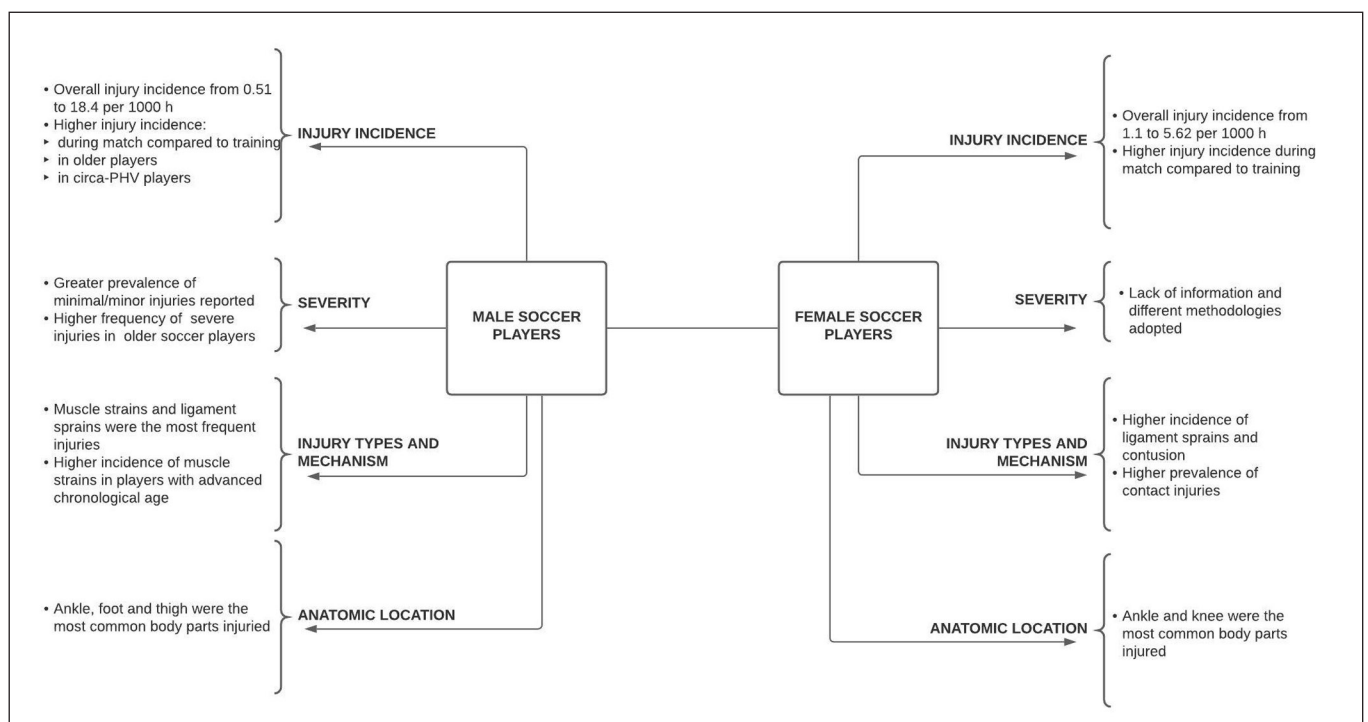 • Overall injury incidence from 0.51
to 18.4 per 1000 h
• Higher injury incidence:
‣ during match compared to training
‣ in older players
‣ in circa-PHV players
INJURY INCIDENCE
• Greater prevalence of
minimal/minor injuries reported
• Higher frequency of severe
injuries in older soccer players
SEVERITY
• Muscle strains and ligament
sprains were the most frequent
injuries
• Higher incidence of muscle
strains in players with advanced
chronological age
INJURY TYPES AND
MECHANISM
• Ankle, foot and thigh were the
most common body parts injuried
ANATOMIC LOCATION
MALE SOCCER
PLAYERS
FEMALE SOCCER
PLAYERS
INJURY INCIDENCE
• Overall injury incidence from
1.1 to 5.62 per 1000 h
• Higher injury incidence during
match compared to training
SEVERITY
• Lack of information and
different methodologies
adopted
INJURY TYPES AND
MECHANISM
• Higher incidence of
ligament sprains and
contusion
• Higher prevalence of
contact injuries
ANATOMIC LOCATION
• Ankle and knee were the
most common body parts
injured